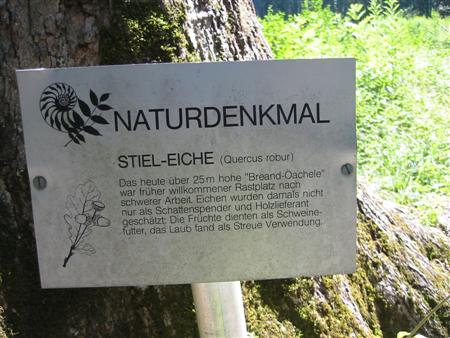 NATURDENKMAL
STIEL-EICHE (Quercus robur)
Das heute über 25m hohe "Breand-Oachele"
war früher willkommener Rastplatz nach
schwerer Arbeit. Eichen wurden damals nicht
nur als Schattenspender und Holzlieferant
geschätzt: Die Früchte dienten als Schweine-
futter, das Laub fand als Streue Verwendung.